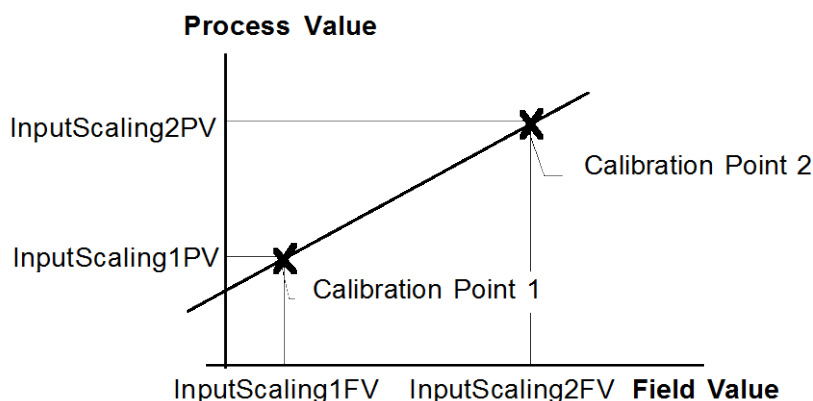 Process Value
InputScaling2PV
Calibration Point 2
InputScaling1PV
Calibration Point 1
InputScaling1FV InputScaling2FV Field Value